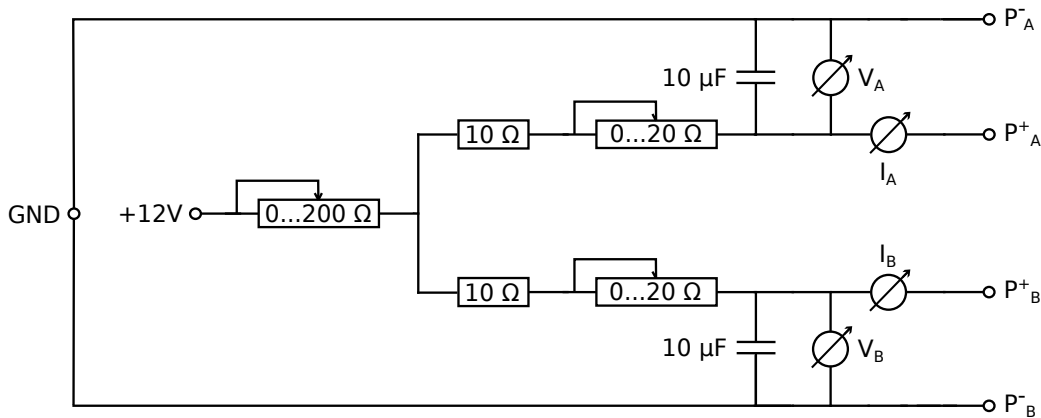 P⁻A
10 µF
VA
10 Ω
0...20 Ω
P⁺A
IA
GND
+12V
0...200 Ω
IB
10 Ω
0...20 Ω
P⁺B
10 µF
VB
P⁻B